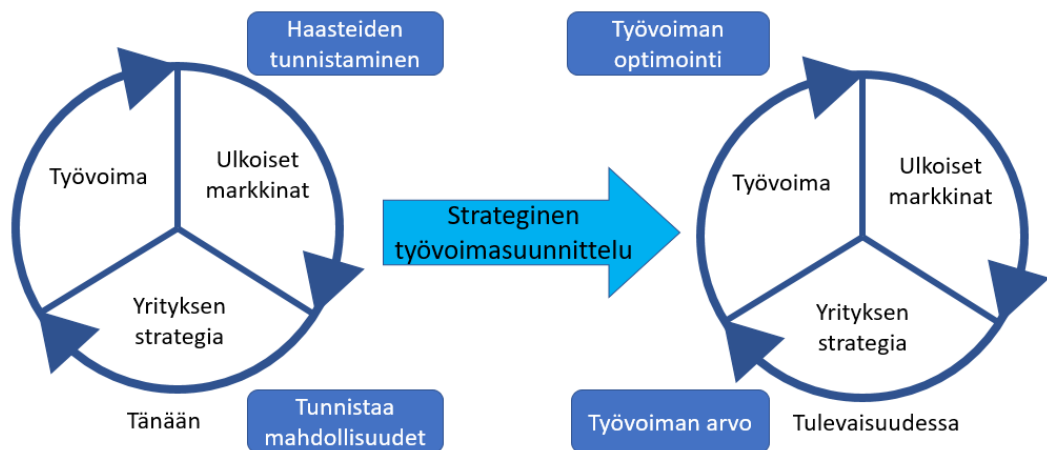 Haasteiden
tunnistaminen
Työvoiman
optimointi
Työvoima
Ulkoiset
markkinat
Yrityksen
strategia
Strateginen
työvoimasuunnittelu
Työvoima
Ulkoiset
markkinat
Yrityksen
strategia
Tänään
Tunnistaa
mahdollisuudet
Työvoiman arvo
Tulevaisuudessa